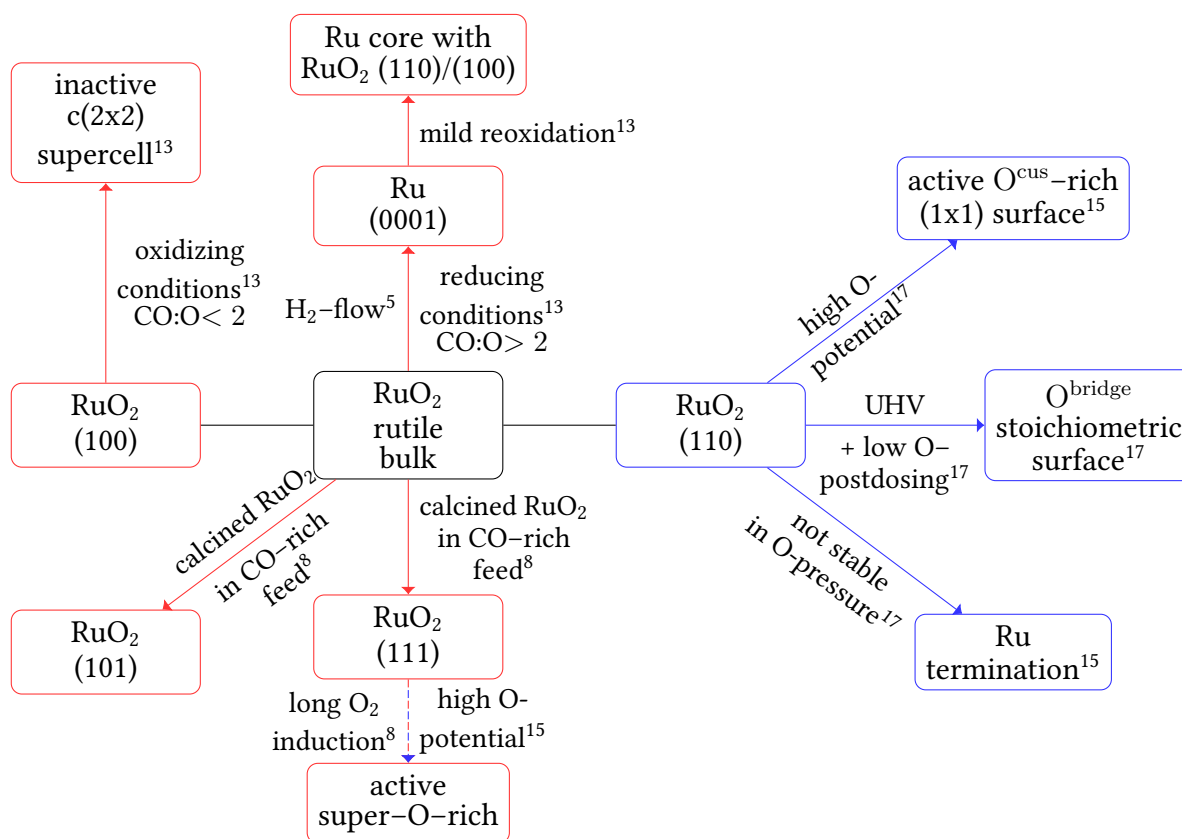 Ru core with
RuO₂ (110)/(100)
inactive
c(2x2)
supercell¹³
mild reoxidation¹³
Ru
(0001)
active Oᶜᵘˢ–rich
(1x1) surface¹⁵
oxidizing
conditions¹³
CO:O< 2
H₂–flow⁵
reducing
conditions¹³
CO:O> 2
high O-
potential¹⁷
RuO₂
(100)
RuO₂
rutile
bulk
RuO₂
(110)
UHV
+ low O–
postdosing¹⁷
Oᵇʳⁱᵈᵍᵉ
stoichiometric
surface¹⁷
calcined RuO₂
in CO–rich
feed⁸
calcined RuO₂
in CO–rich
feed⁸
not stable
in O-pressure¹⁷
RuO₂
(101)
RuO₂
(111)
Ru
termination¹⁵
long O₂
induction⁸
high O-
potential¹⁵
active
super–O–rich